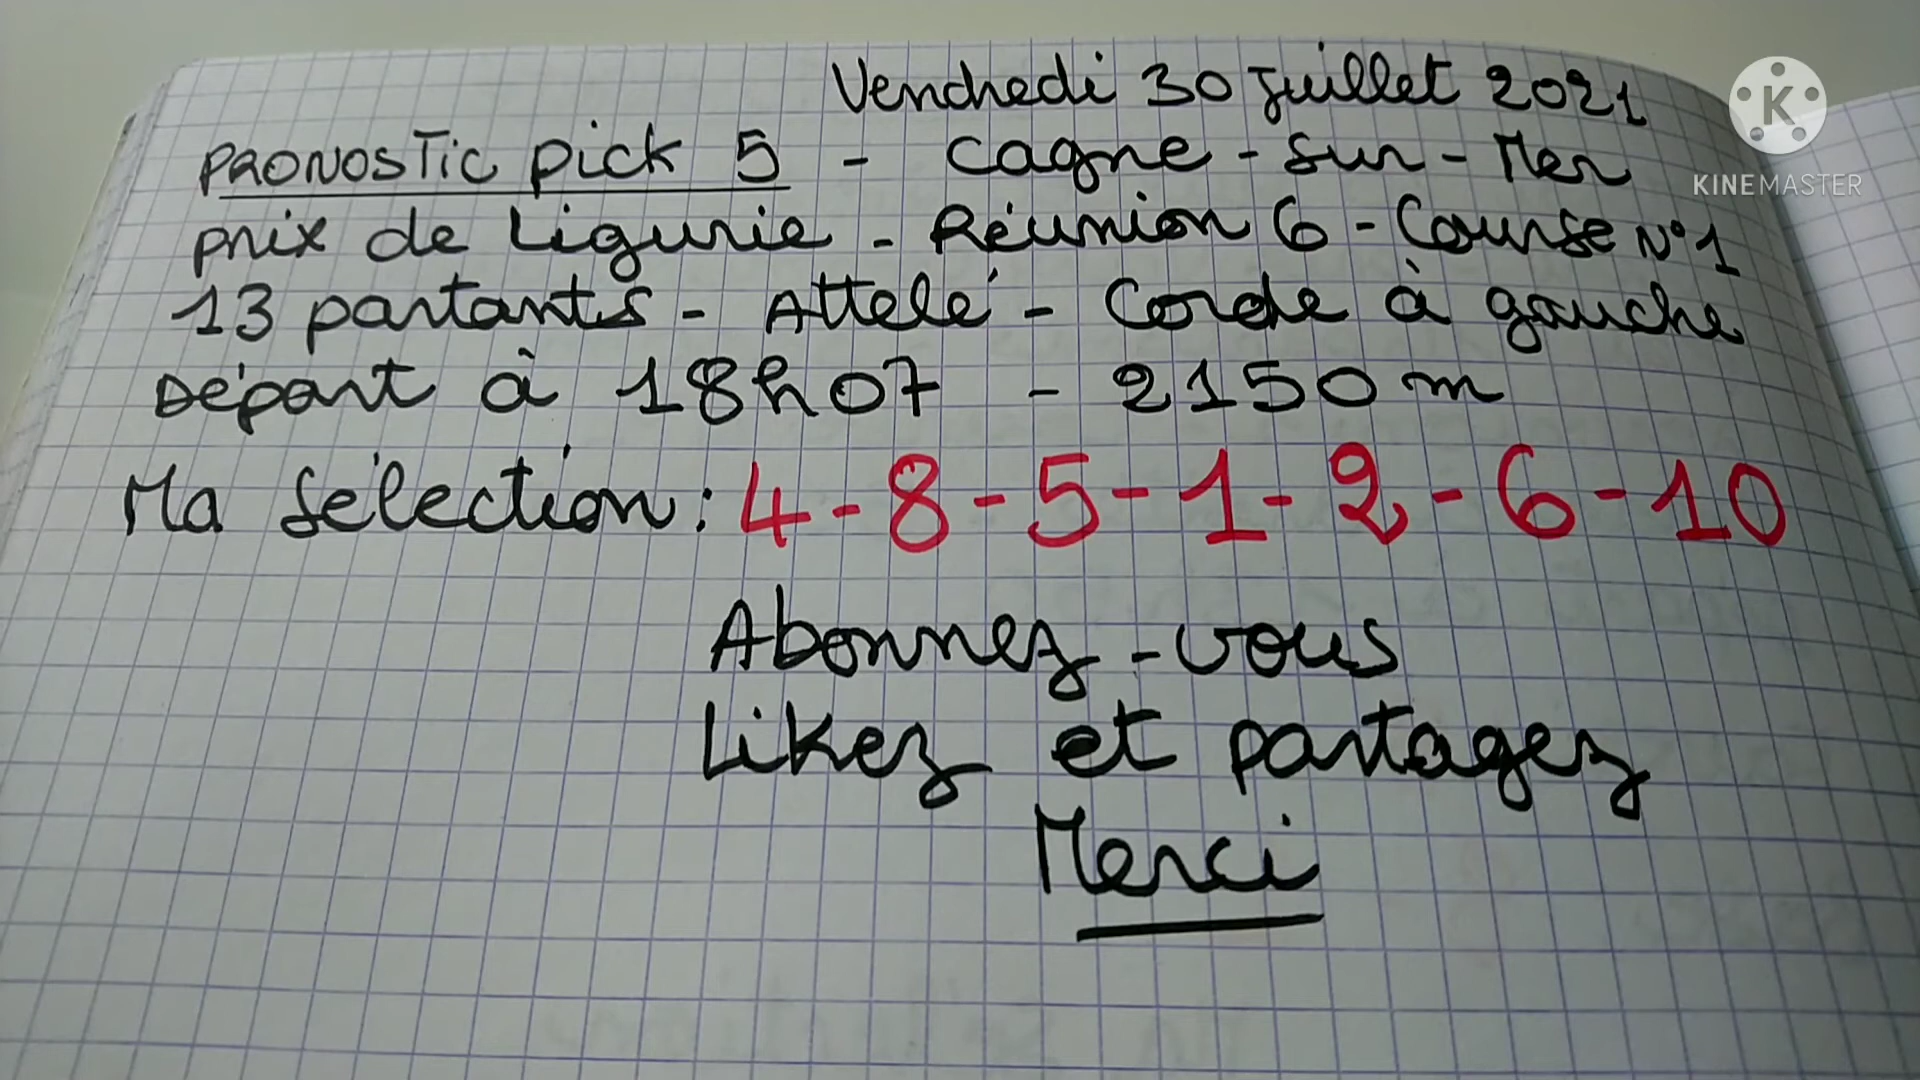 Vendredi 30 Juillet 2021
PRONOSTIC PICK 5 - Cagne-sur-Mer
prix de Ligurie - Réunion 6 - Course N°1
13 partants - Attelé - Corde à gauche
Départ à 18h07 - 2150 m
Ma sélection : 4-8-5-1-2-6-10
Abonnez-vous
Likez et partagez
Merci
K
KINEMASTER